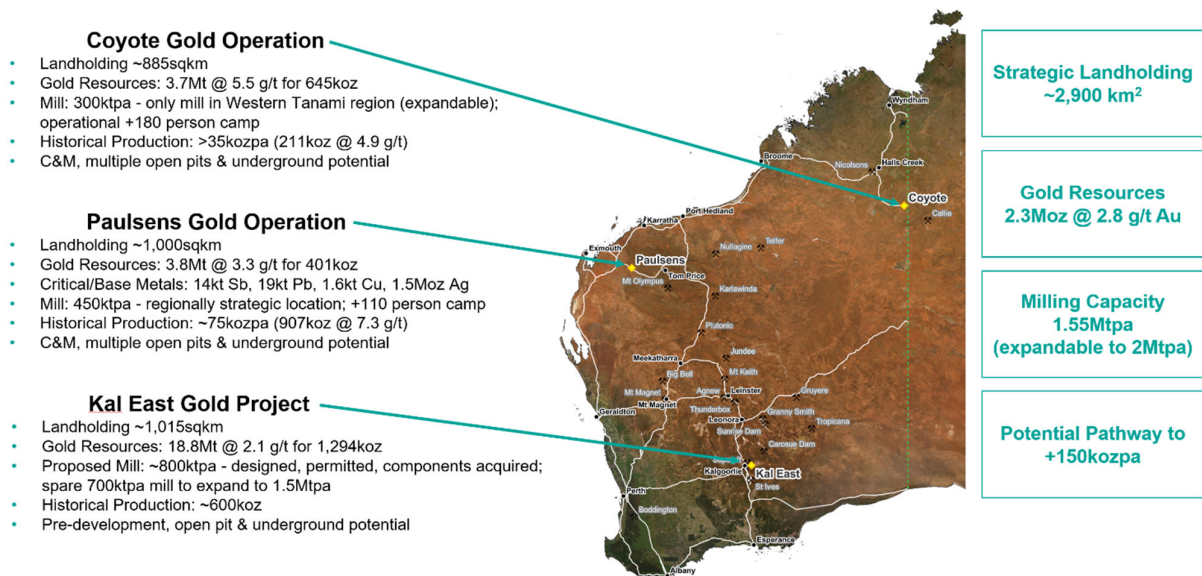 Coyote Gold Operation
• Landholding ~885sqkm
• Gold Resources: 3.7Mt @ 5.5 g/t for 645koz
• Mill: 300ktpa - only mill in Western Tanami region (expandable);
operational +180 person camp
• Historical Production: >35kozpa (211koz @ 4.9 g/t)
• C&M, multiple open pits & underground potential
Paulsens Gold Operation
• Landholding ~1,000sqkm
• Gold Resources: 3.8Mt @ 3.3 g/t for 401koz
• Critical/Base Metals: 14kt Sb, 19kt Pb, 1.6kt Cu, 1.5Moz Ag
• Mill: 450ktpa - regionally strategic location; +110 person camp
• Historical Production: ~75kozpa (907koz @ 7.3 g/t)
• C&M, multiple open pits & underground potential
Kal East Gold Project
• Landholding ~1,015sqkm
• Gold Resources: 18.8Mt @ 2.1 g/t for 1,294koz
• Proposed Mill: ~800ktpa - designed, permitted, components acquired;
spare 700ktpa mill to expand to 1.5Mtpa
• Historical Production: ~600koz
• Pre-development, open pit & underground potential
Wyndham
Broome
Halls Creek
Nicolsons
Coyote
Callie
Port Hedland
Karratha
Exmouth
Nullagine
Telfer
Paulsens
Tom Price
Mt Olympus
Karlawinda
Plutonic
Jundee
Meekatharra
Mt Keith
Big Bell
Mt Magnet
Agnew
Leinster
Gruyere
Mt Magnet
Geraldton
Thunderbox
Granny Smith
Leonora
Tropicana
Sunrise Dam
Carosue Dam
Kalgoorlie
Kal East
St Ives
Perth
Boddington
Esperance
Albany
Strategic Landholding
~2,900 km²
Gold Resources
2.3Moz @ 2.8 g/t Au
Milling Capacity
1.55Mtpa
(expandable to 2Mtpa)
Potential Pathway to
+150kozpa